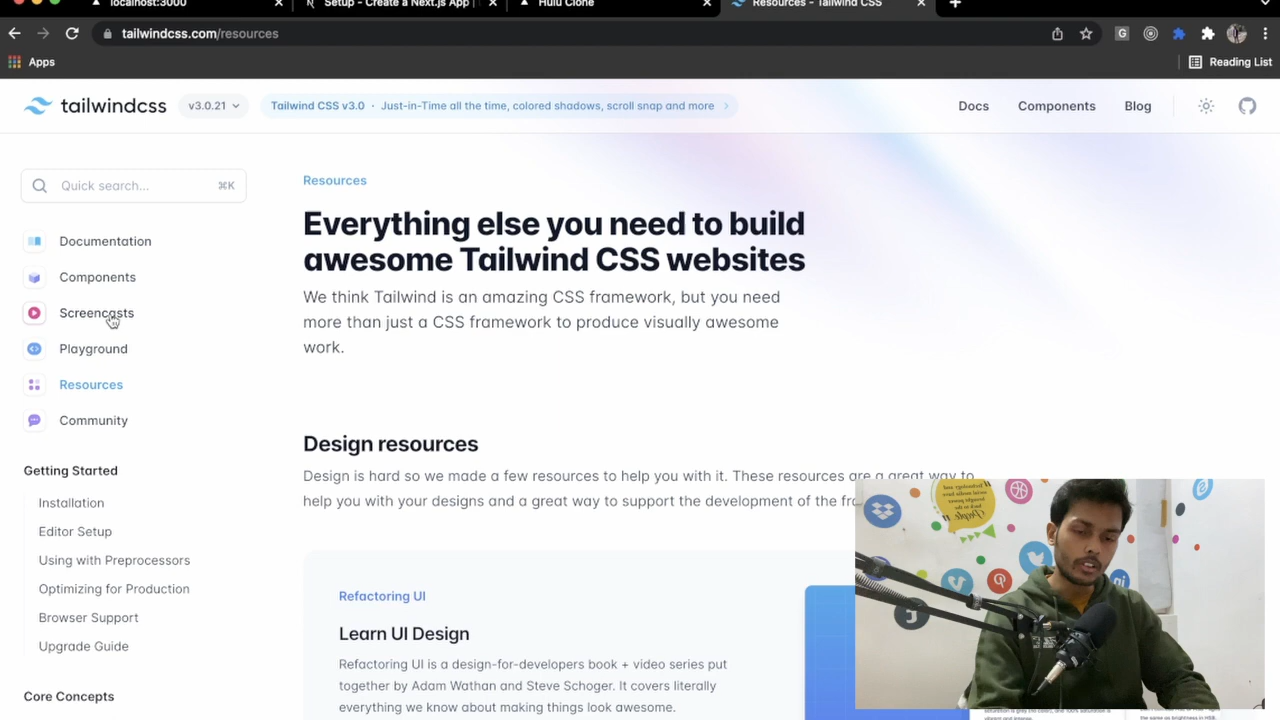 localhost:3000
Setup - Create a Next.js App |
Hulu Clone
Resources - Tailwind CSS
tailwindcss.com/resources
Apps
Reading List
tailwindcss
v3.0.21
Tailwind CSS v3.0 · Just-in-Time all the time, colored shadows, scroll snap and more
Docs
Components
Blog
Quick search...
⌘K
Documentation
Components
Screencasts
Playground
Resources
Community
Getting Started
Installation
Editor Setup
Using with Preprocessors
Optimizing for Production
Browser Support
Upgrade Guide
Core Concepts
Resources
Everything else you need to build
awesome Tailwind CSS websites
We think Tailwind is an amazing CSS framework, but you need
more than just a CSS framework to produce visually awesome
work.
Design resources
Design is hard so we made a few resources to help you with it. These resources are a great way to
help you with your designs and a great way to support the development of the
Refactoring UI
Learn UI Design
Refactoring UI is a design-for-developers book + video series put
together by Adam Wathan and Steve Schoger. It covers literally
everything we know about making things look awesome.